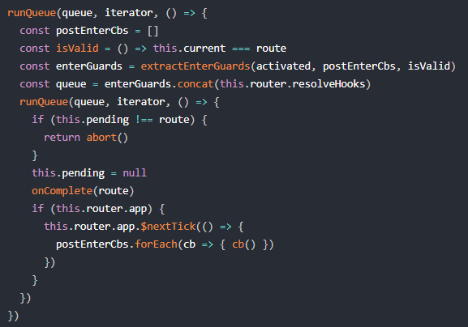 runQueue(queue, iterator, () => {
  const postEnterCbs = []
  const isValid = () => this.current === route
  const enterGuards = extractEnterGuards(activated, postEnterCbs, isValid)
  const queue = enterGuards.concat(this.router.resolveHooks)
  runQueue(queue, iterator, () => {
    if (this.pending !== route) {
      return abort()
    }
    this.pending = null
    onComplete(route)
    if (this.router.app) {
      this.router.app.$nextTick(() => {
        postEnterCbs.forEach(cb => { cb() })
      })
    }
  })
})